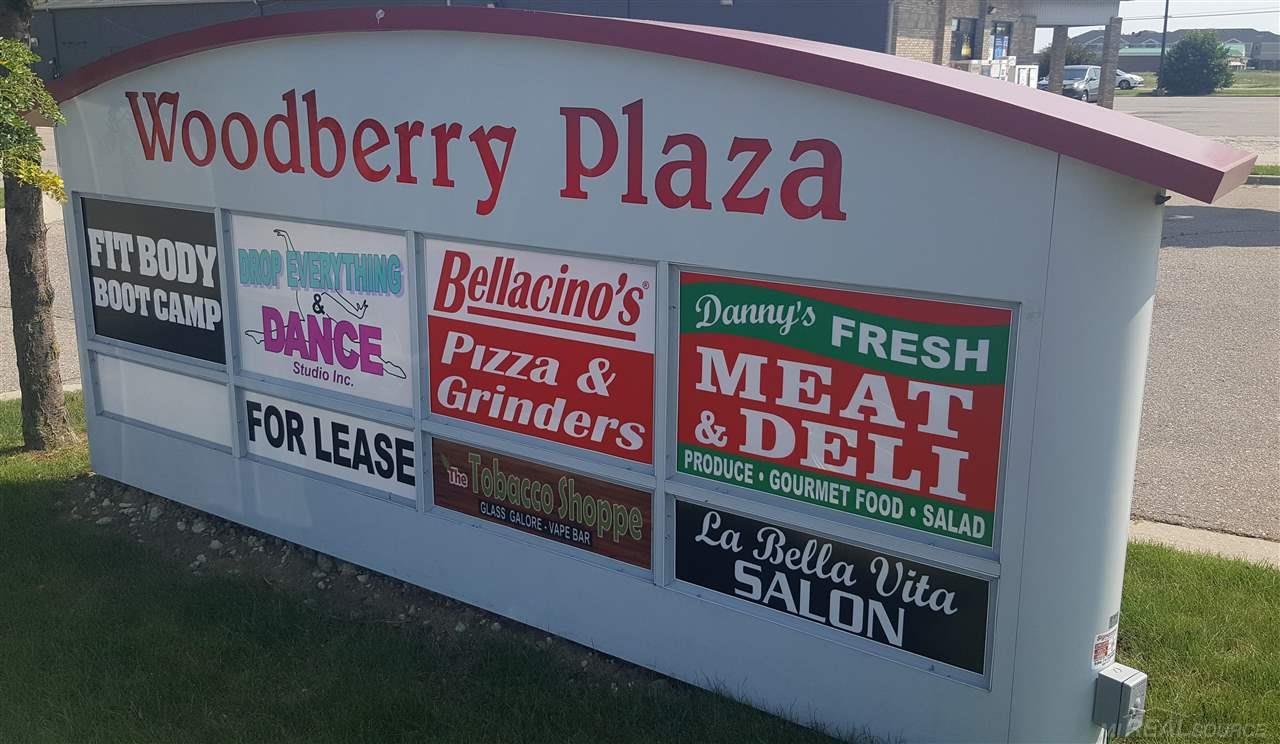 Woodberry Plaza
FIT BODY
BOOT CAMP
DROP EVERYTHING
&
DANCE
Studio Inc.
FOR LEASE
Bellacino's®
Pizza &
Grinders
The Tobacco Shoppe
GLASS GALORE - VAPE BAR
Danny's FRESH
MEAT
& DELI
PRODUCE • GOURMET FOOD • SALAD
La Bella Vita
SALON
MiREALSOURCE